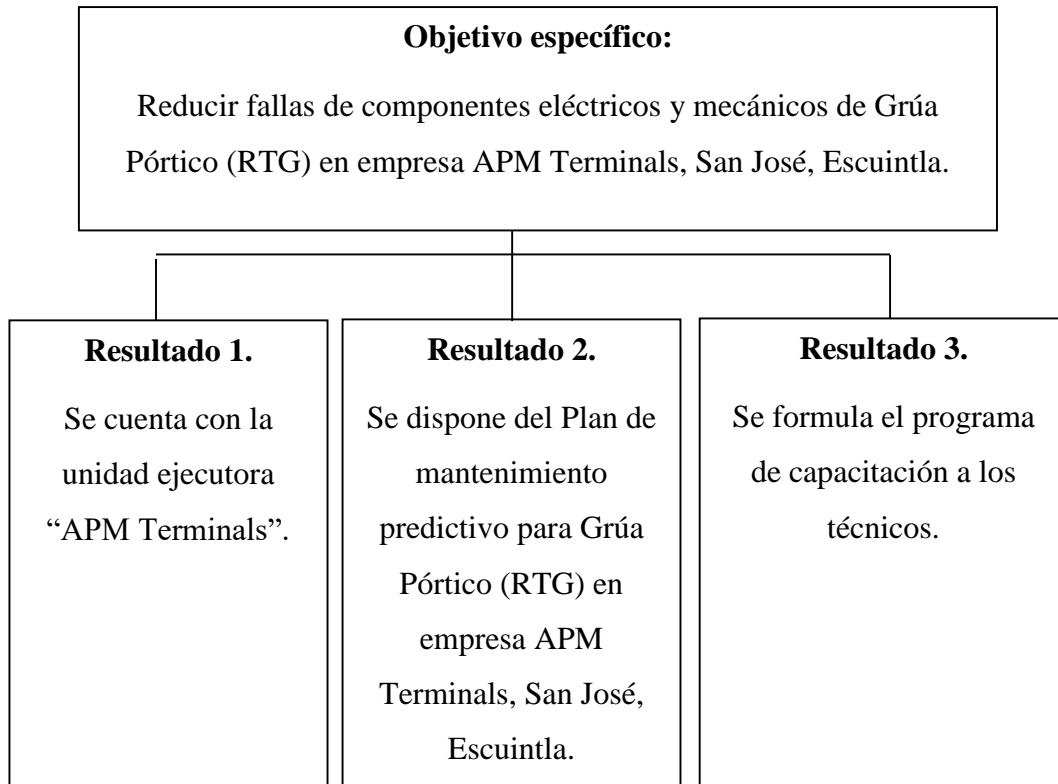 Objetivo específico:
Reducir fallas de componentes eléctricos y mecánicos de Grúa
Pórtico (RTG) en empresa APM Terminals, San José, Escuintla.
Resultado 1.
Se cuenta con la
unidad ejecutora
“APM Terminals”.
Resultado 2.
Se dispone del Plan de
mantenimiento
predictivo para Grúa
Pórtico (RTG) en
empresa APM
Terminals, San José,
Escuintla.
Resultado 3.
Se formula el programa
de capacitación a los
técnicos.